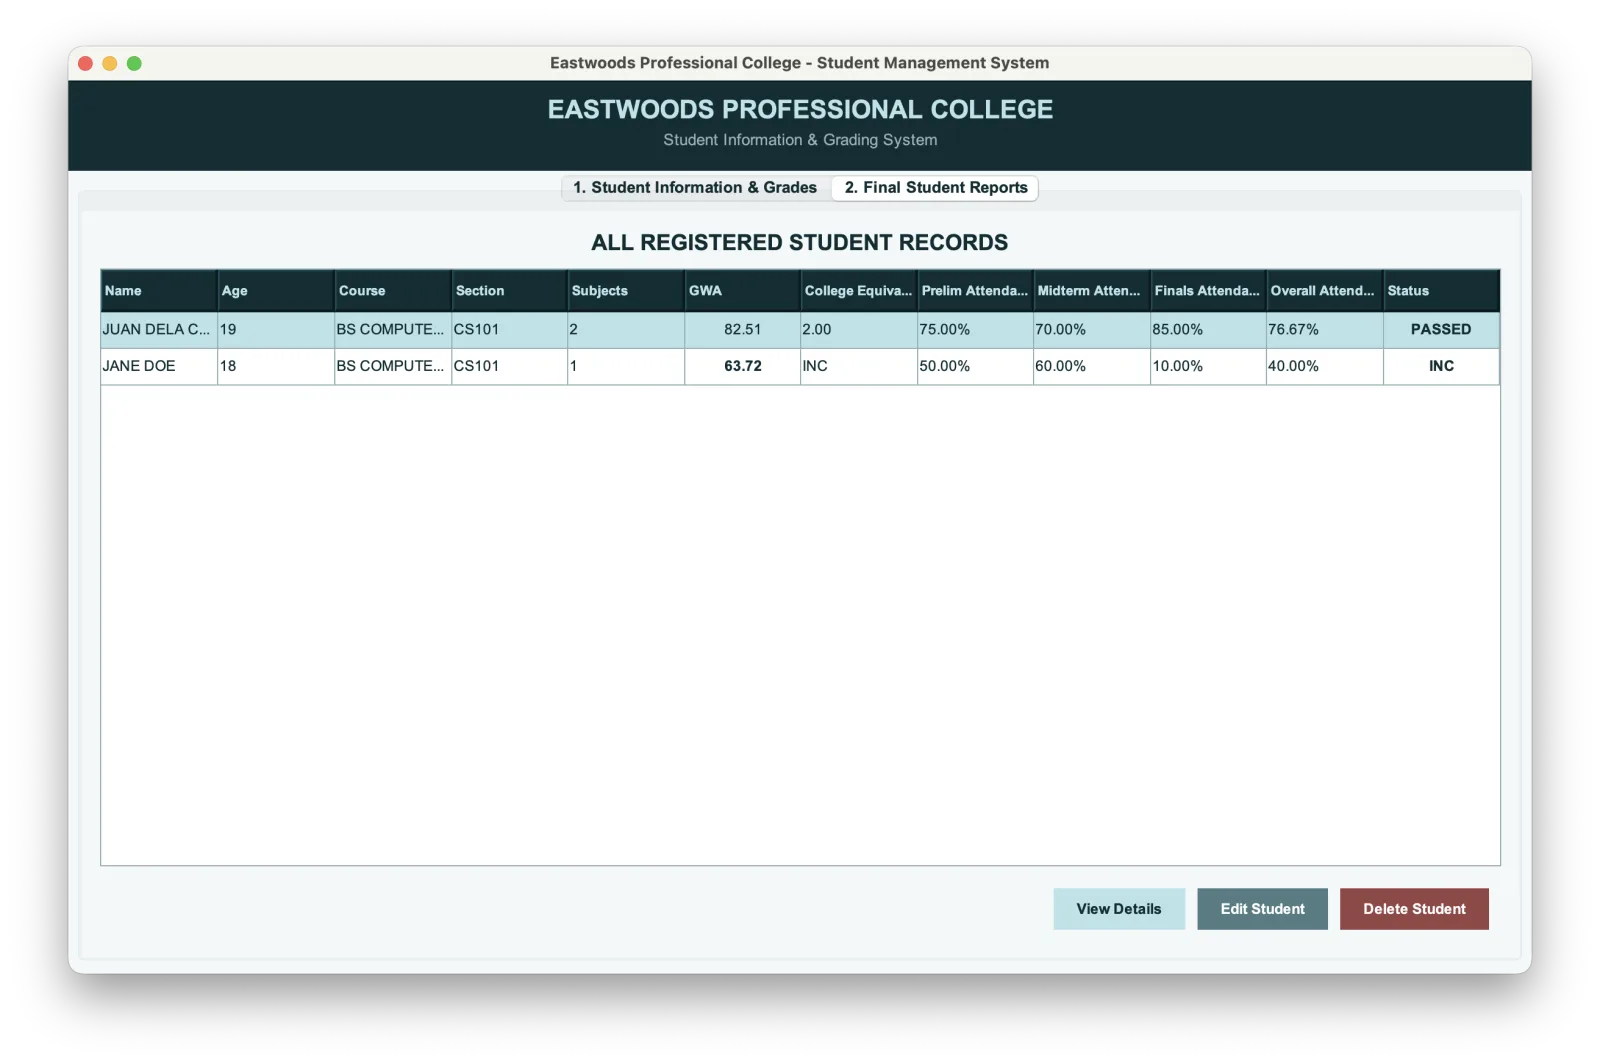 Eastwoods Professional College - Student Management System
EASTWOODS PROFESSIONAL COLLEGE
Student Information & Grading System
1. Student Information & Grades 2. Final Student Reports
ALL REGISTERED STUDENT RECORDS
Name Age Course Section Subjects GWA College Equiva... Prelim Attenda... Midterm Atten... Finals Attenda... Overall Attend... Status
JUAN DELA C... 19 BS COMPUTE... CS101 2 82.51 2.00 75.00% 70.00% 85.00% 76.67% PASSED
JANE DOE 18 BS COMPUTE... CS101 1 63.72 INC 50.00% 60.00% 10.00% 40.00% INC
View Details Edit Student Delete Student